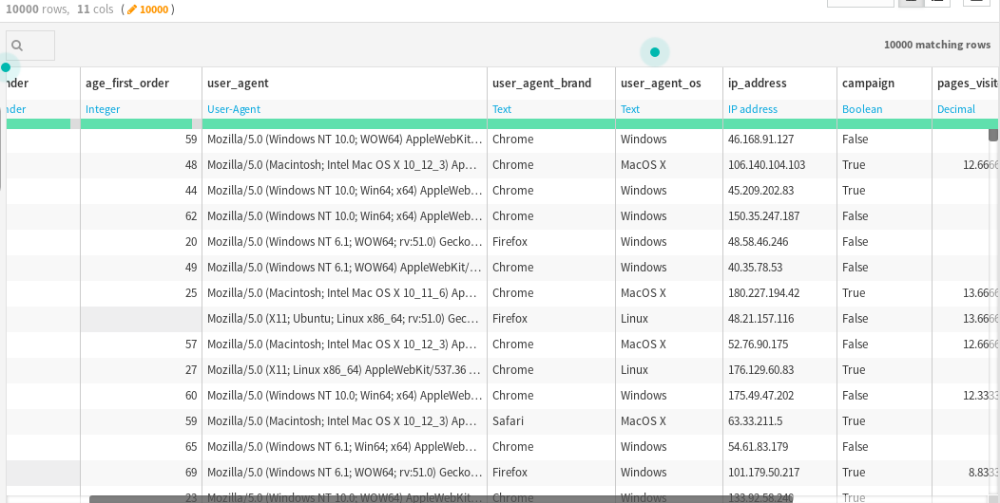 10000 rows, 11 cols ( 10000 )
10000 matching rows
nder age_first_order user_agent user_agent_brand user_agent_os ip_address campaign pages_visit
nder Integer User-Agent Text Text IP address Boolean Decimal
59 Mozilla/5.0 (Windows NT 10.0; WOW64) AppleWebKit... Chrome Windows 46.168.91.127 False
48 Mozilla/5.0 (Macintosh; Intel Mac OS X 10_12_3) Ap... Chrome MacOS X 106.140.104.103 True 12.6666
44 Mozilla/5.0 (Windows NT 10.0; Win64; x64) AppleWeb... Chrome Windows 45.209.202.83 True
62 Mozilla/5.0 (Windows NT 10.0; Win64; x64) AppleWeb... Chrome Windows 150.35.247.187 False
20 Mozilla/5.0 (Windows NT 6.1; WOW64; rv:51.0) Gecko... Firefox Windows 48.58.46.246 False
49 Mozilla/5.0 (Windows NT 6.1; WOW64) AppleWebKit/... Chrome Windows 40.35.78.53 False
25 Mozilla/5.0 (Macintosh; Intel Mac OS X 10_11_6) Ap... Chrome MacOS X 180.227.194.42 True 13.6666
Mozilla/5.0 (X11; Ubuntu; Linux x86_64; rv:51.0) Gec... Firefox Linux 48.21.157.116 False 13.6666
57 Mozilla/5.0 (Macintosh; Intel Mac OS X 10_12_3) Ap... Chrome MacOS X 52.76.90.175 False 12.6666
27 Mozilla/5.0 (X11; Linux x86_64) AppleWebKit/537.36 ... Chrome Linux 176.129.60.83 True
60 Mozilla/5.0 (Windows NT 10.0; Win64; x64) AppleWeb... Chrome Windows 175.49.47.202 False 12.3333
59 Mozilla/5.0 (Macintosh; Intel Mac OS X 10_12_3) Ap... Safari MacOS X 63.33.211.5 True
65 Mozilla/5.0 (Windows NT 6.1; Win64; x64) AppleWeb... Chrome Windows 54.61.83.179 False
69 Mozilla/5.0 (Windows NT 6.1; WOW64; rv:51.0) Gecko... Firefox Windows 101.179.50.217 True 8.8333
23 Mozilla/5.0 (Windows NT 10.0; WOW64) AppleWebKit... Chrome Windows 133.92.58.240 True